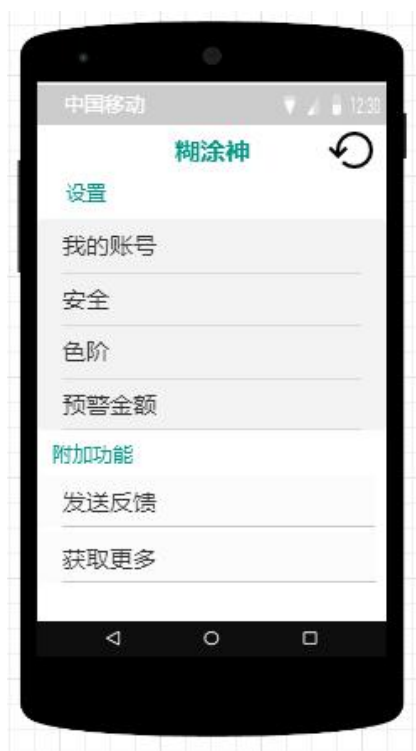 中国移动 12:30
糊涂神
设置
我的账号
安全
色阶
预警金额
附加功能
发送反馈
获取更多